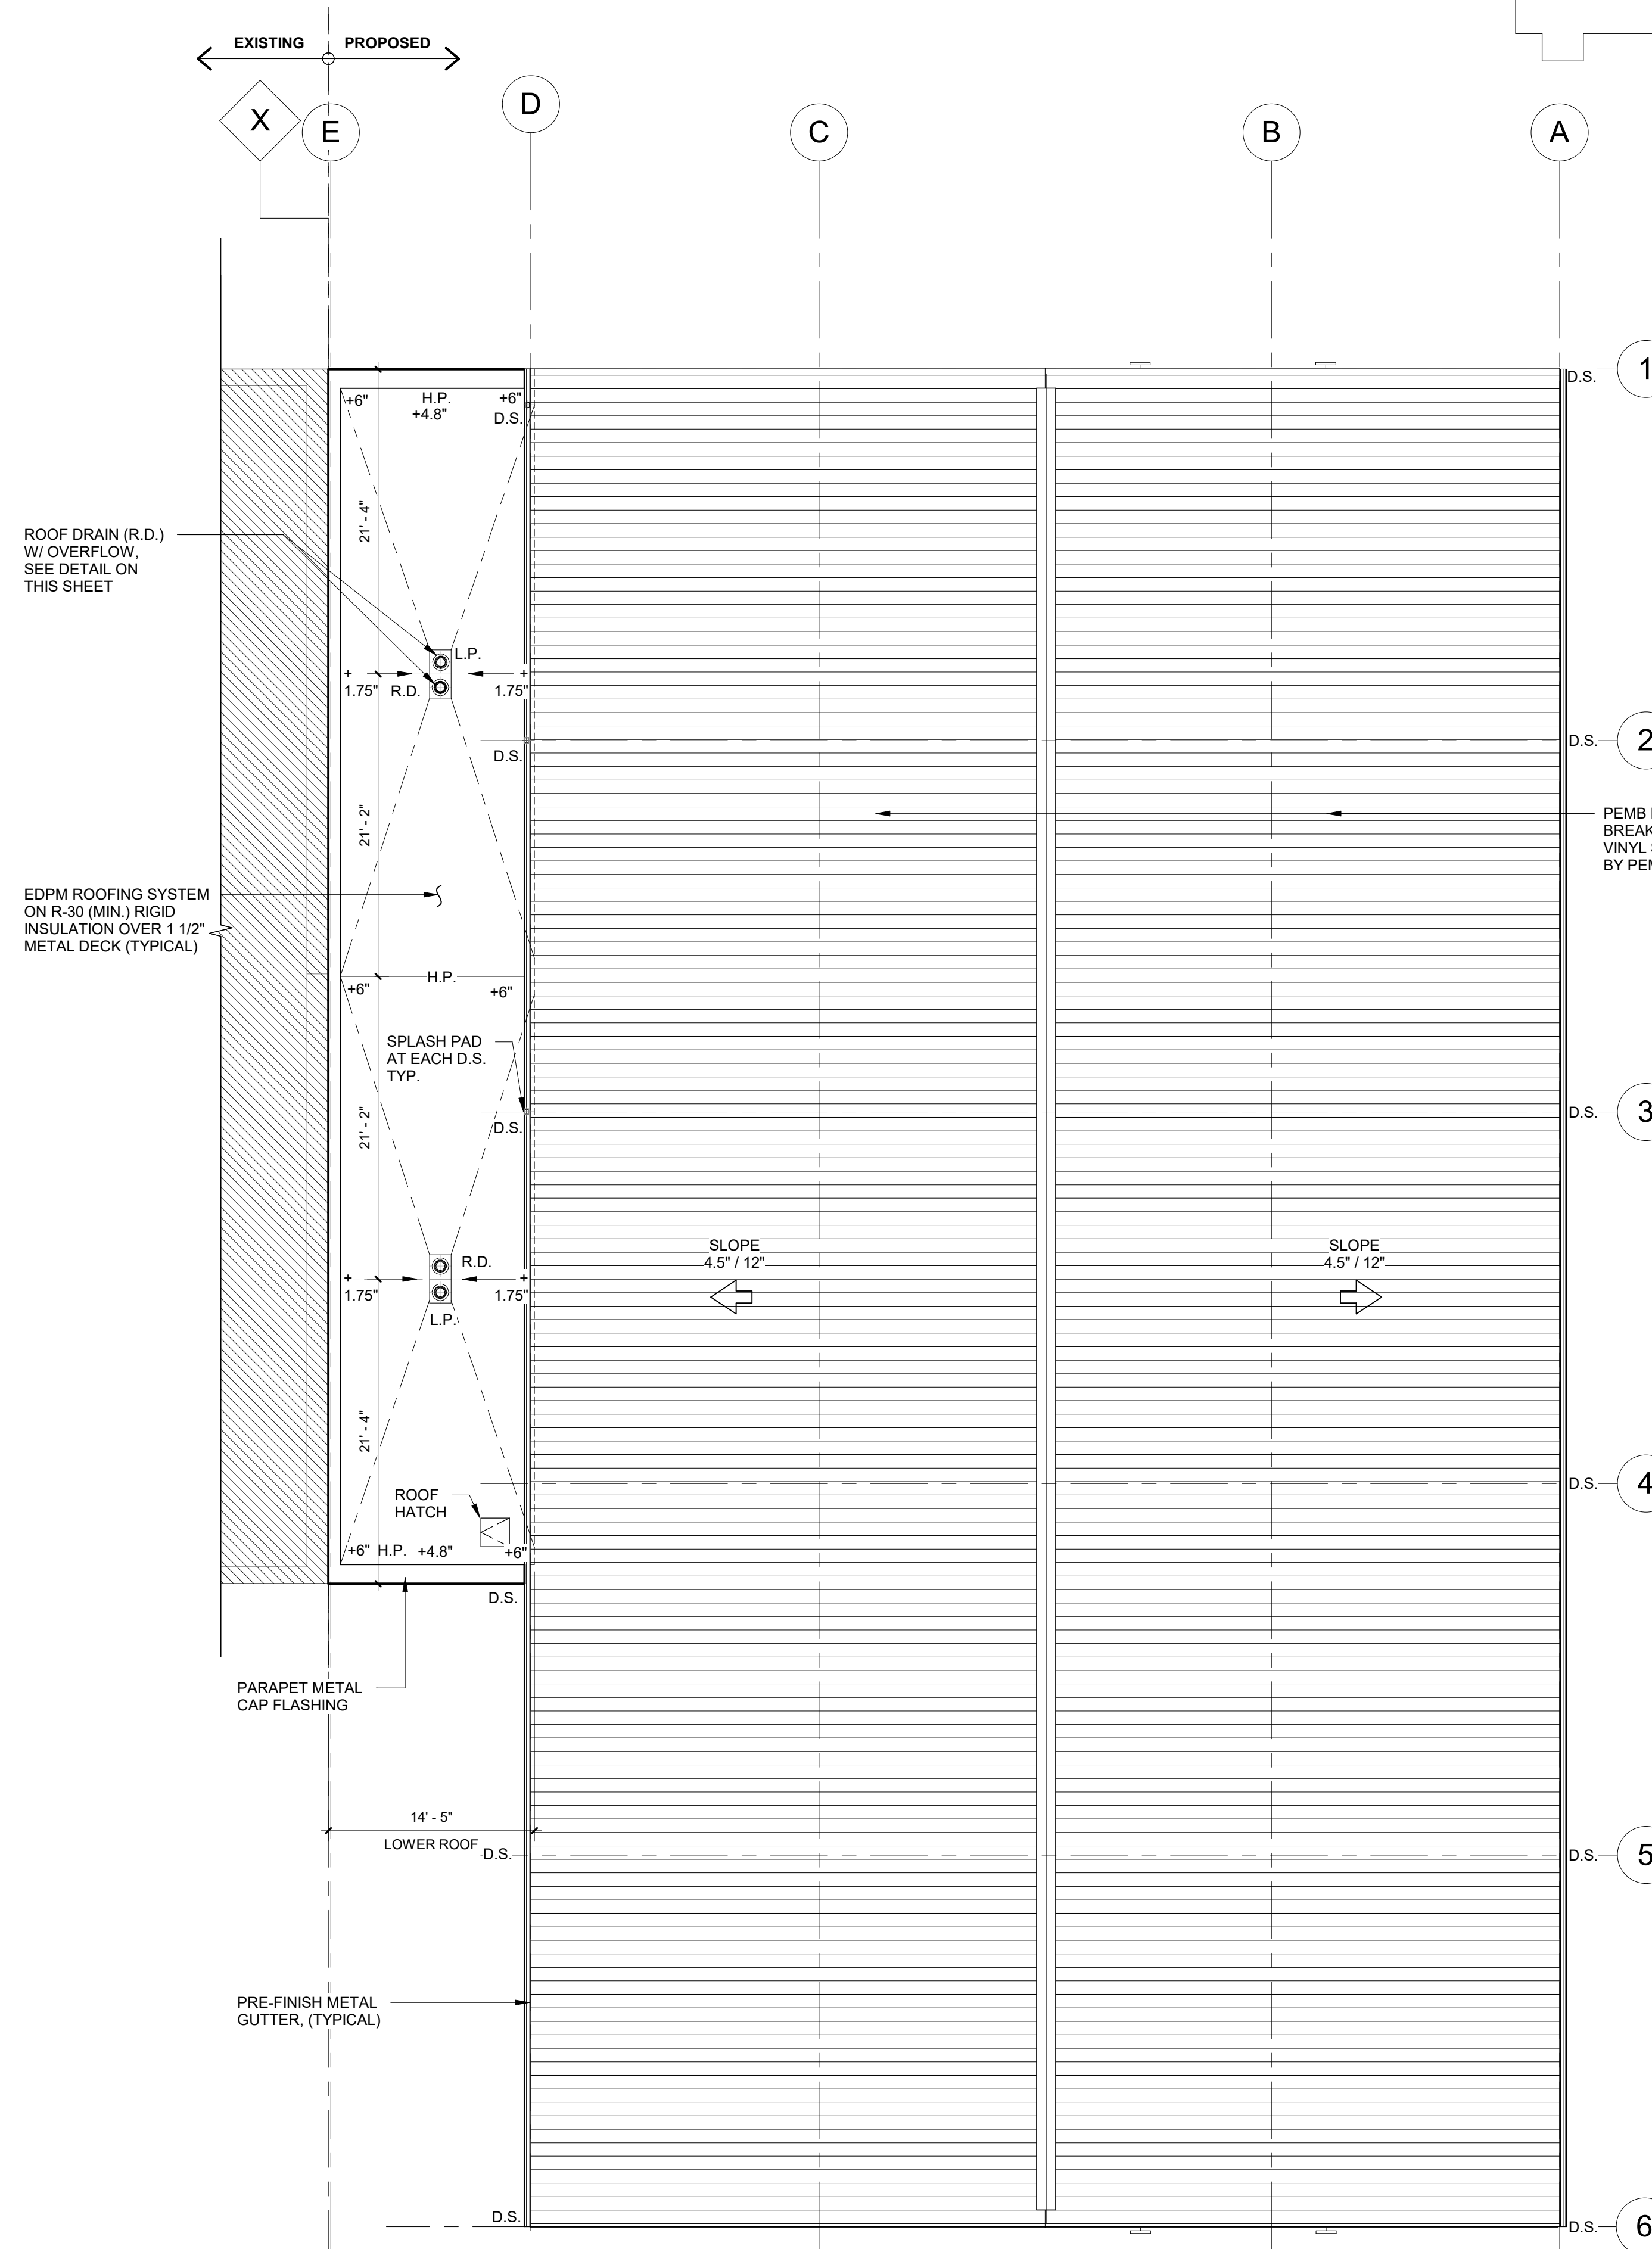 EXISTING PROPOSED
X
E
D
C
B
A
D.S.
1
+6"
H.P.
+4.8"
+6"
D.S.
21' - 4"
ROOF DRAIN (R.D.)
W/ OVERFLOW,
SEE DETAIL ON
THIS SHEET
L.P.
+
1.75"
R.D.
+
1.75"
D.S.
D.S.
2
21' - 2"
PEMB
BREAK
VINYL
BY
EDPM ROOFING SYSTEM
ON R-30 (MIN.) RIGID
INSULATION OVER 1 1/2"
METAL DECK (TYPICAL)
H.P.
+6"
+6"
SPLASH PAD
AT EACH D.S.
TYP.
21' - 2"
D.S.
D.S.
3
R.D.
+
1.75"
+
1.75"
L.P.
SLOPE
4.5" / 12"
SLOPE
4.5" / 12"
21' - 4"
ROOF
HATCH
D.S.
4
+6" H.P. +4.8"
+6"
D.S.
PARAPET METAL
CAP FLASHING
14' - 5"
LOWER ROOF
D.S.
D.S.
5
PRE-FINISH METAL
GUTTER, (TYPICAL)
D.S.
D.S.
6